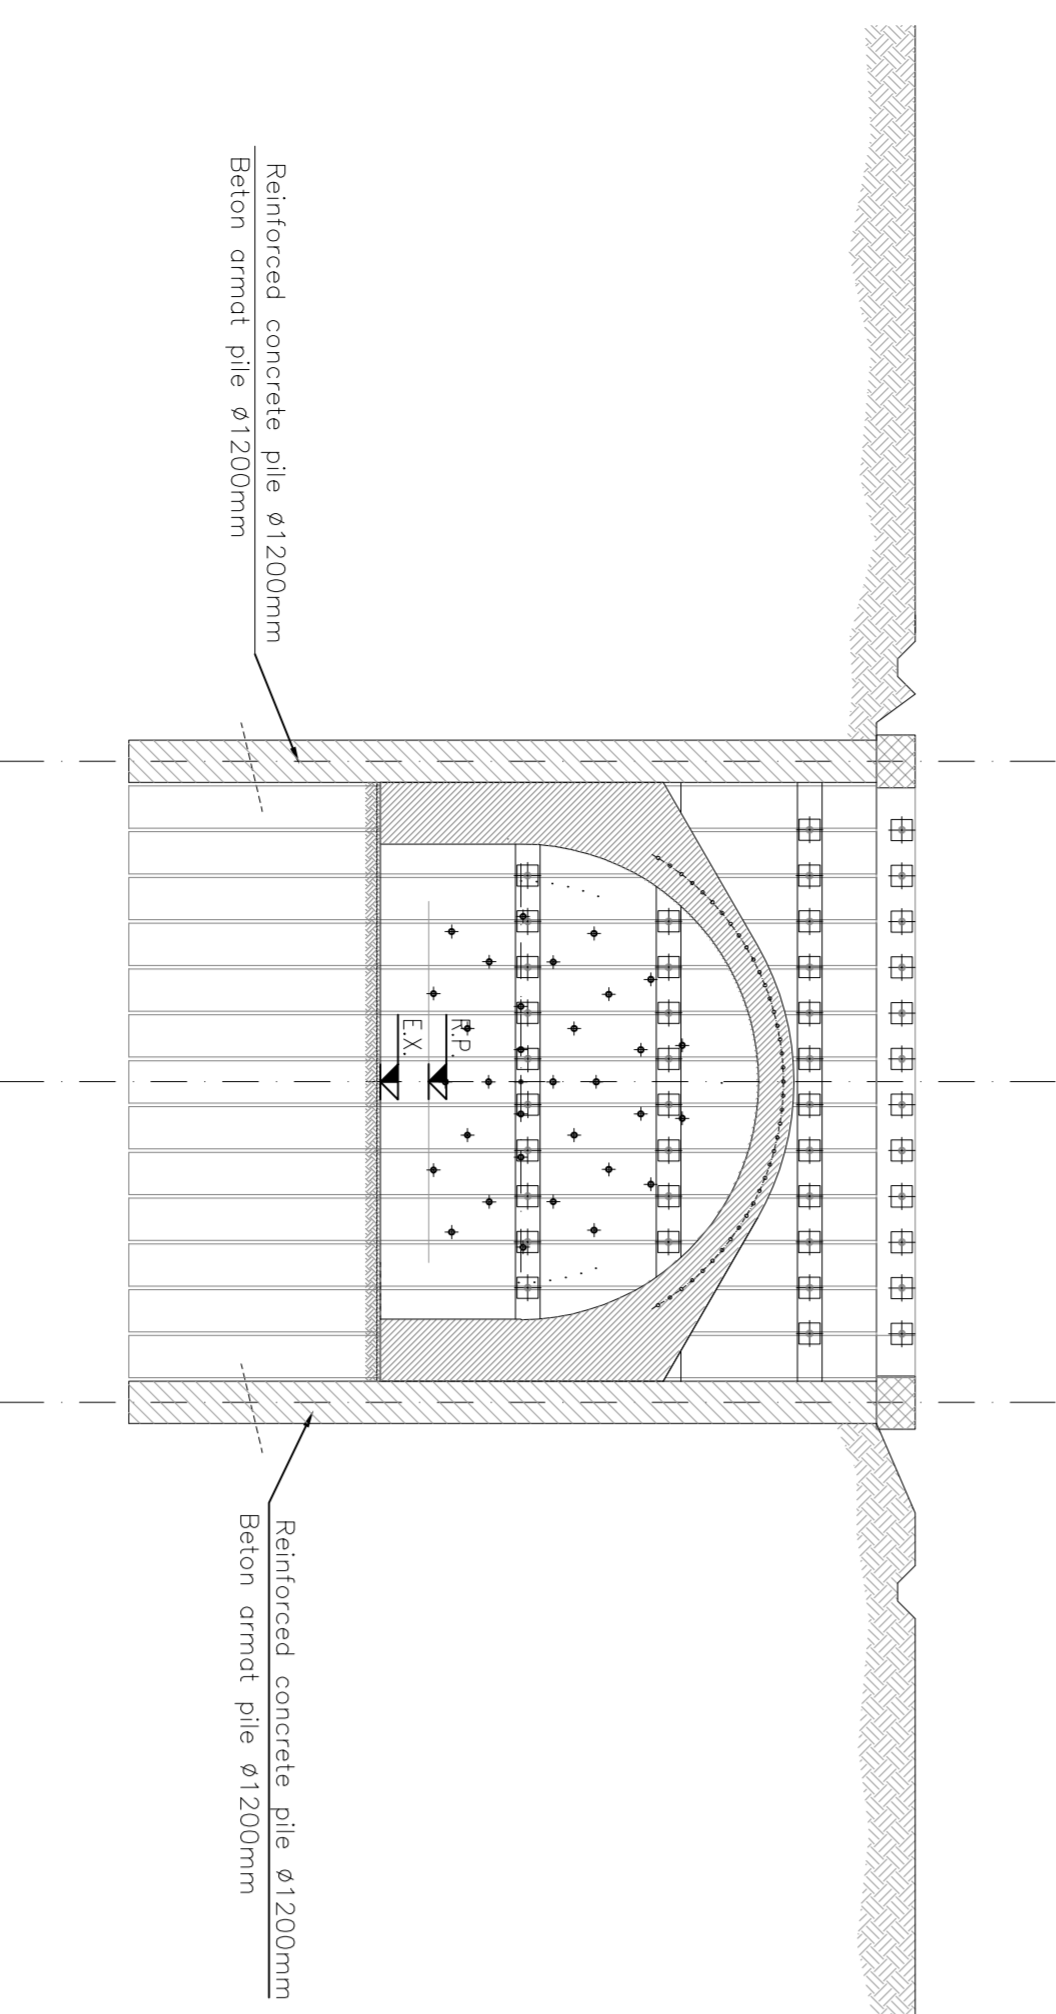 Reinforced concrete pile Ø1200mm
Beton armat pile Ø1200mm
R.P.
E.X.
Reinforced concrete pile Ø1200mm
Beton armat pile Ø1200mm